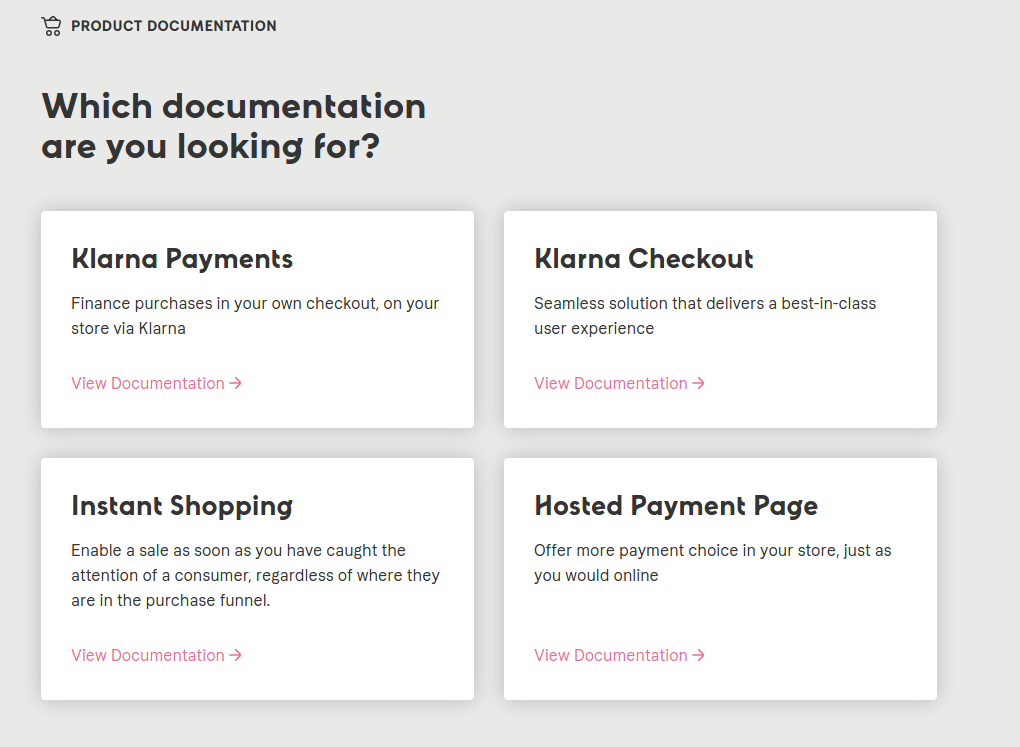 PRODUCT DOCUMENTATION
Which documentation
are you looking for?
Klarna Payments
Finance purchases in your own checkout, on your
store via Klarna
View Documentation →
Klarna Checkout
Seamless solution that delivers a best-in-class
user experience
View Documentation →
Instant Shopping
Enable a sale as soon as you have caught the
attention of a consumer, regardless of where they
are in the purchase funnel.
View Documentation →
Hosted Payment Page
Offer more payment choice in your store, just as
you would online
View Documentation →